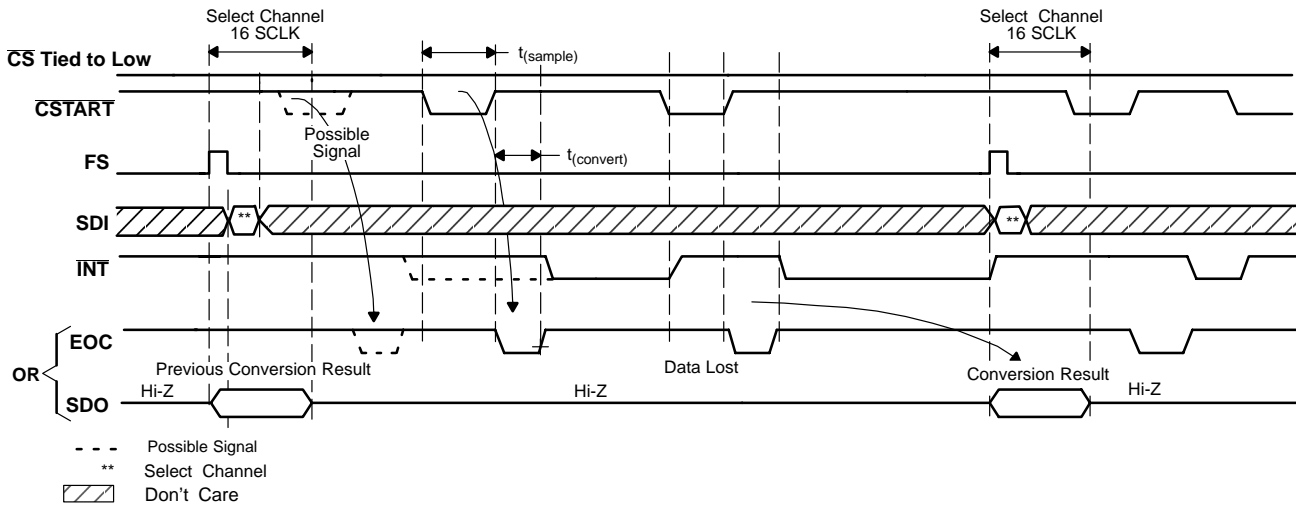 Select Channel
16 SCLK
Select Channel
16 SCLK
CS Tied to Low
t(sample)
CSTART
Possible
Signal
FS
t(convert)
SDI
**
**
INT
EOC
OR
Previous Conversion Result
Data Lost
Conversion Result
Hi-Z
Hi-Z
Hi-Z
SDO
Possible Signal
** Select Channel
Don't Care